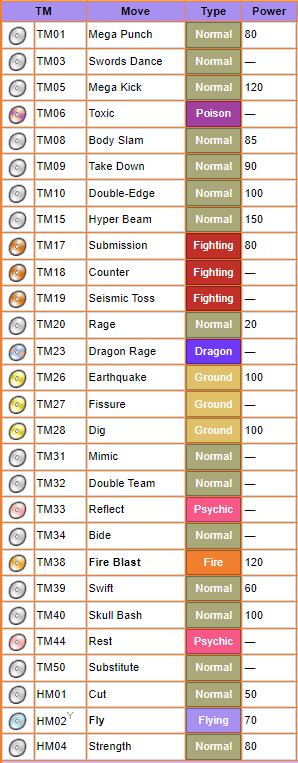 TM Move Type Power
TM01 Mega Punch Normal 80
TM03 Swords Dance Normal —
TM05 Mega Kick Normal 120
TM06 Toxic Poison —
TM08 Body Slam Normal 85
TM09 Take Down Normal 90
TM10 Double-Edge Normal 100
TM15 Hyper Beam Normal 150
TM17 Submission Fighting 80
TM18 Counter Fighting —
TM19 Seismic Toss Fighting —
TM20 Rage Normal 20
TM23 Dragon Rage Dragon —
TM26 Earthquake Ground 100
TM27 Fissure Ground —
TM28 Dig Ground 100
TM31 Mimic Normal —
TM32 Double Team Normal —
TM33 Reflect Psychic —
TM34 Bide Normal —
TM38 Fire Blast Fire 120
TM39 Swift Normal 60
TM40 Skull Bash Normal 100
TM44 Rest Psychic —
TM50 Substitute Normal —
HM01 Cut Normal 50
HM02Y Fly Flying 70
HM04 Strength Normal 80